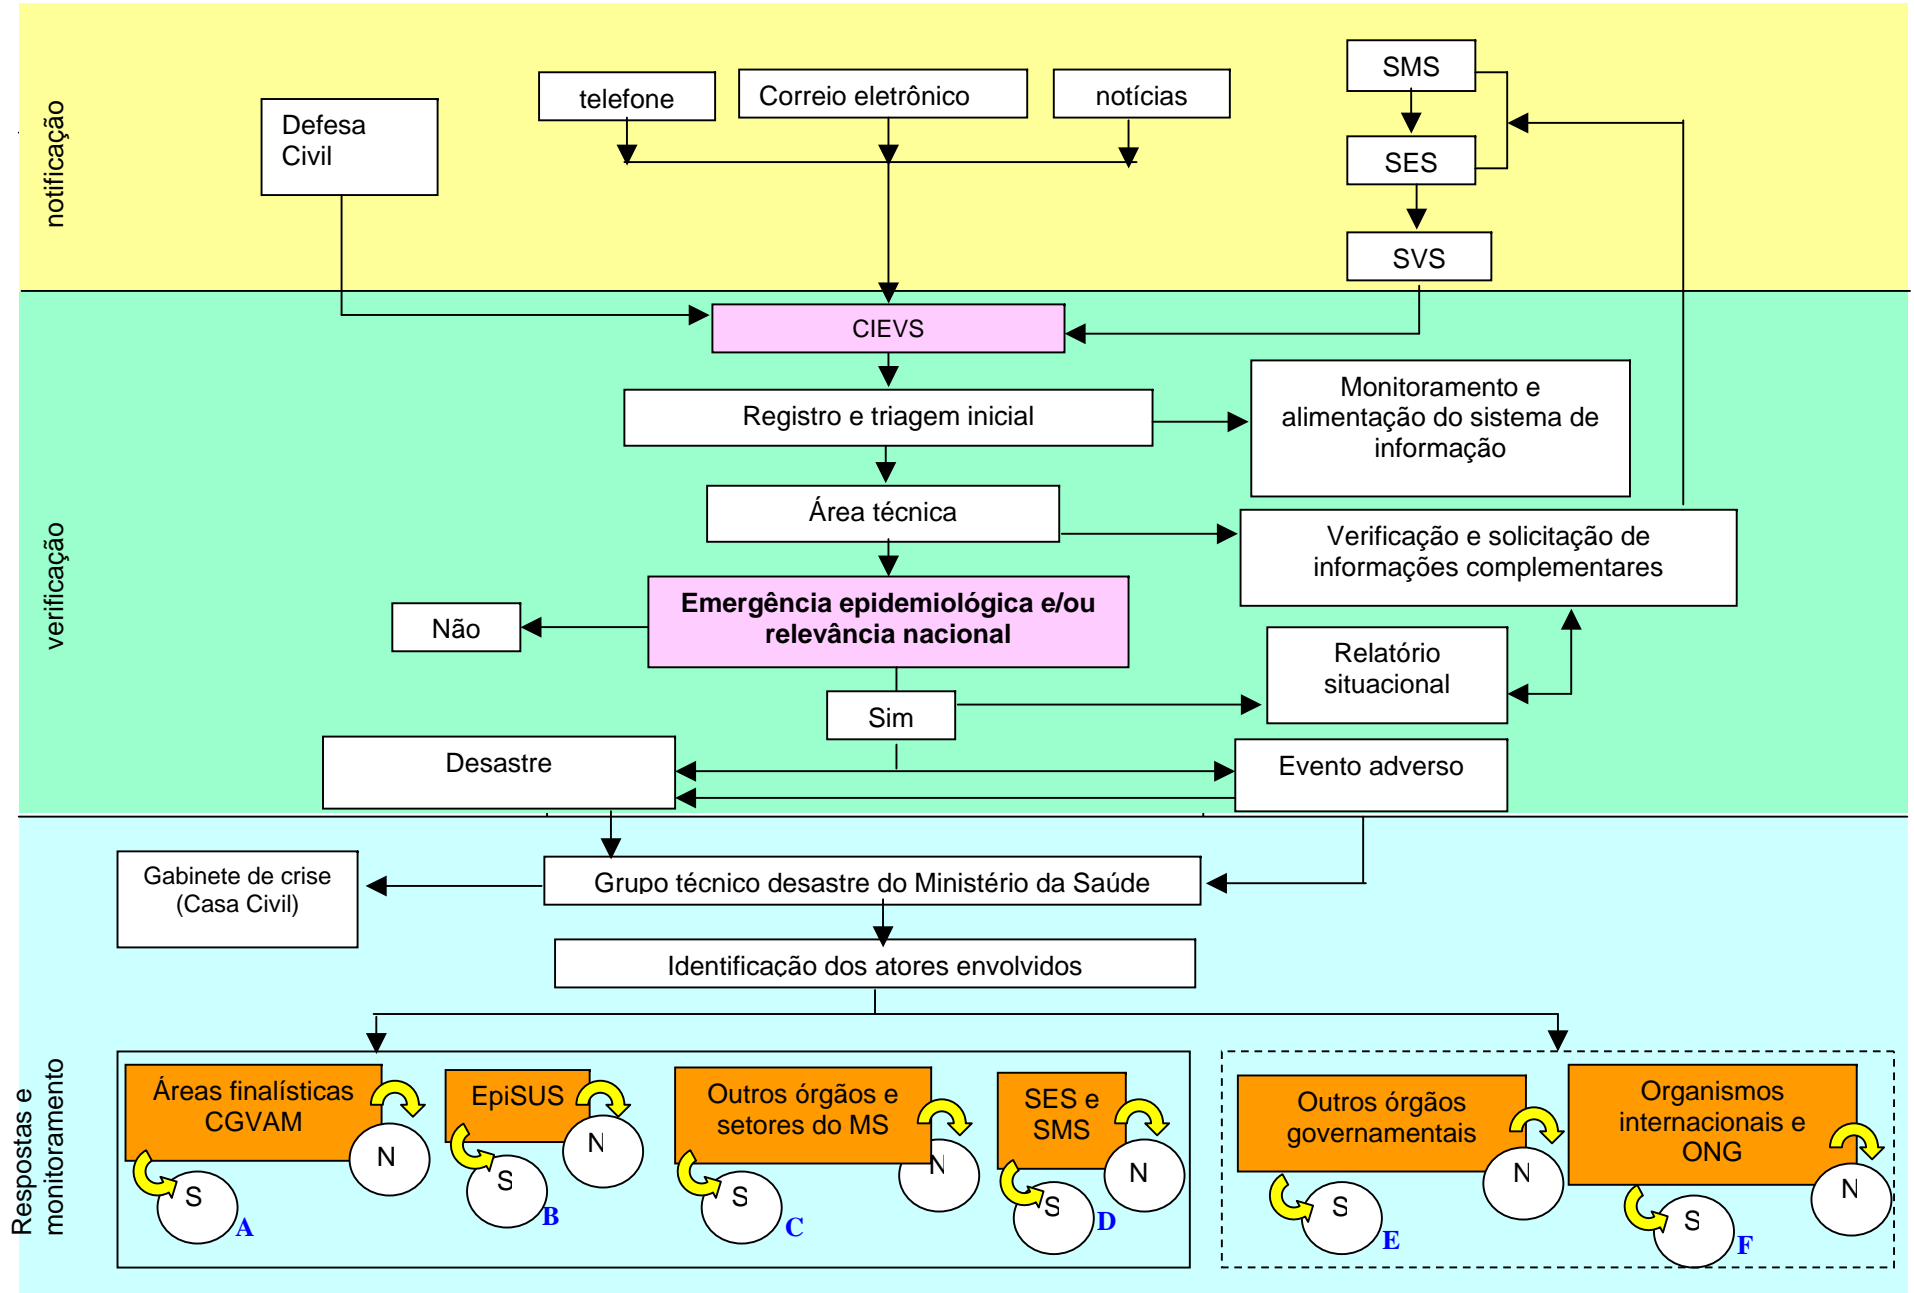 notificação
Defesa
Civil
telefone
Correio eletrônico
notícias
SMS
SES
SVS
verificação
CIEVS
Registro e triagem inicial
Monitoramento e
alimentação do sistema de
informação
Área técnica
Verificação e solicitação de
informações complementares
Emergência epidemiológica e/ou
relevância nacional
Não
Sim
Relatório
situacional
Desastre
Evento adverso
Respostas e
monitoramento
Gabinete de crise
(Casa Civil)
Grupo técnico desastre do Ministério da Saúde
Identificação dos atores envolvidos
Áreas finalísticas
CGVAM
N
S
A
EpiSUS
N
S
B
Outros órgãos e
setores do MS
N
S
C
SES e
SMS
N
S
D
Outros órgãos
governamentais
N
S
E
Organismos
internacionais e
ONG
N
S
F